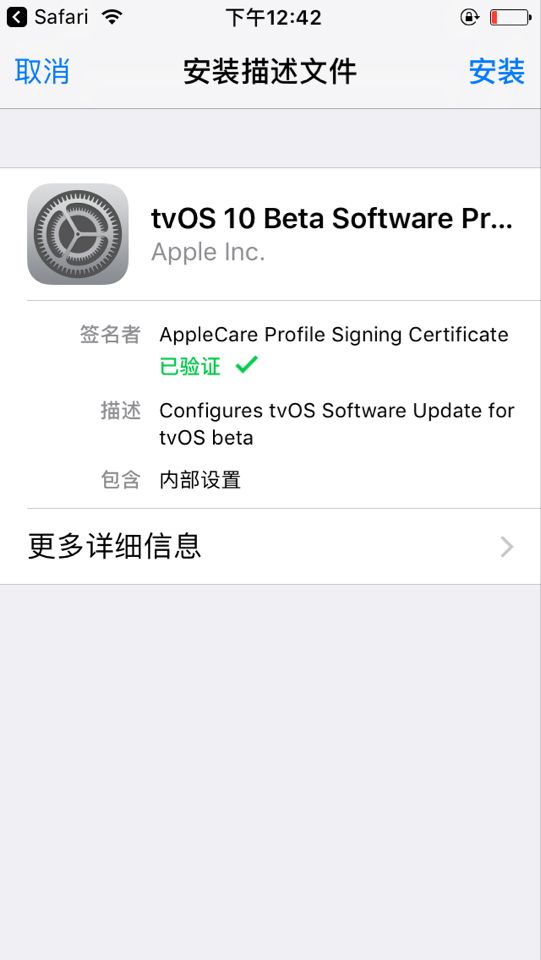 Safari 下午12:42
取消 安装描述文件 安装
tvOS 10 Beta Software Pr...
Apple Inc.
签名者 AppleCare Profile Signing Certificate
已验证
描述 Configures tvOS Software Update for
tvOS beta
包含 内部设置
更多详细信息